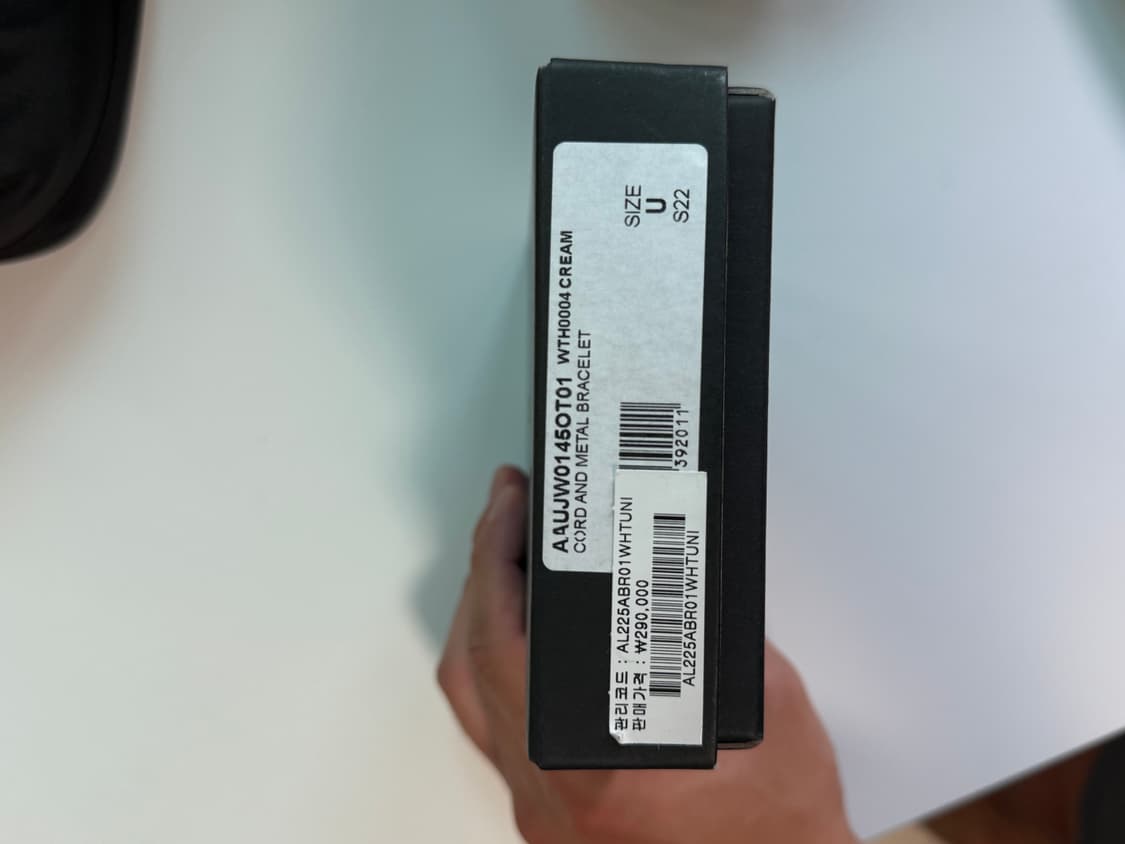 AAUJW0145OT01 WTH0004 CREAM
CORD AND METAL BRACELET
SIZE
U
S22
392011
관리코드 : AL225ABR01WHTUNI
판매가격 : ₩290,000
AL225ABR01WHTUNI